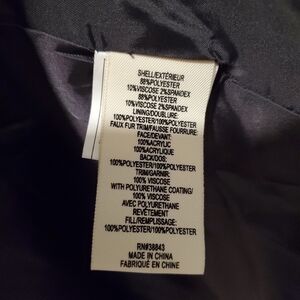 SHELL/EXTÉRIEUR
88%POLYESTER
10%VISCOSE 2%SPANDEX
88%POLYESTER
10%VISCOSE 2%SPANDEX
LINING/DOUBLURE:
100%POLYESTER/100%POLYESTER
FAUX FUR TRIM/FAUSSE FOURRURE:
FACE/DEVANT:
100%ACRYLIC
100%ACRYLIQUE
BACK/DOS:
100%POLYESTER/100%POLYESTER
TRIM/GARNIR:
100% VISCOSE
WITH POLYURETHANE COATING/
100% VISCOSE
AVEC POLYURETHANE
REVÊTEMENT
FILL/REMPLISSAGE:
100%POLYESTER/100%POLYESTER
RN#38843
MADE IN CHINA
FABRIQUÉ EN CHINE